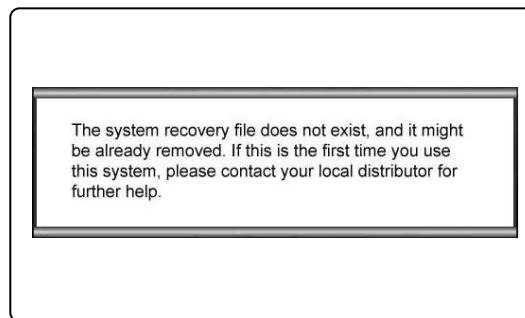 The system recovery file does not exist, and it might
be already removed. If this is the first time you use
this system, please contact your local distributor for
further help.